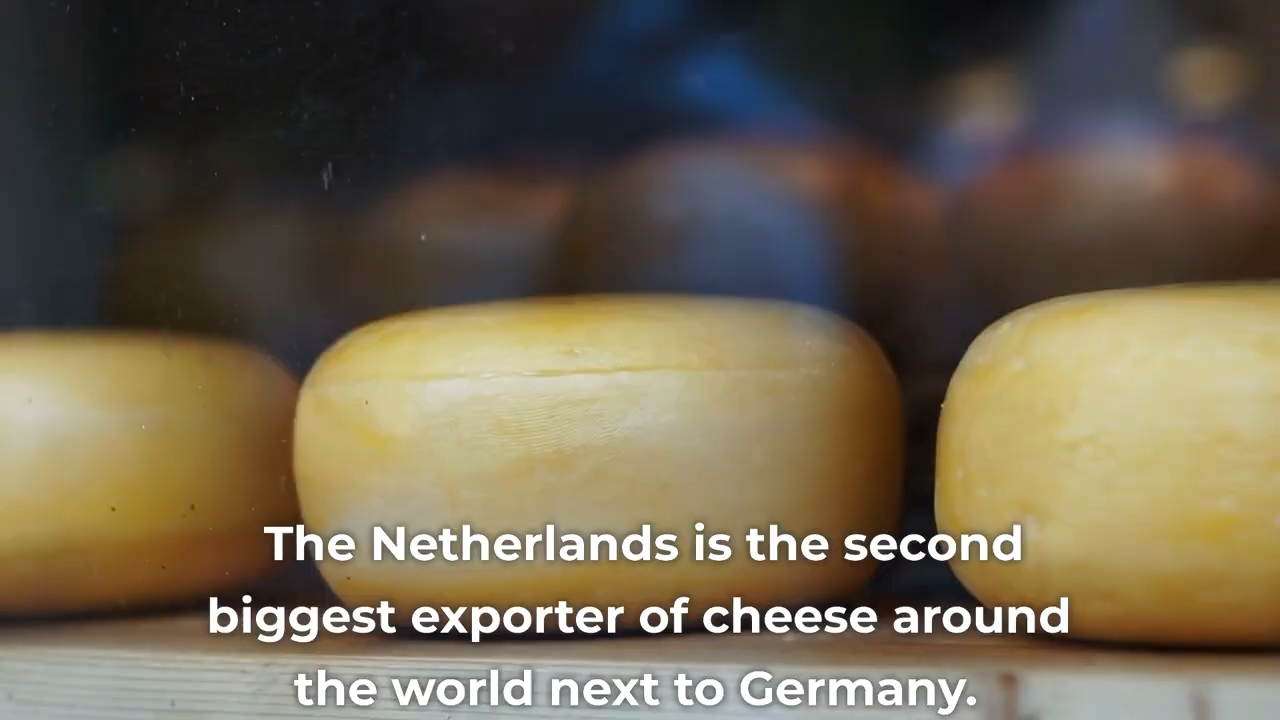 The Netherlands is the second
biggest exporter of cheese around
the world next to Germany.